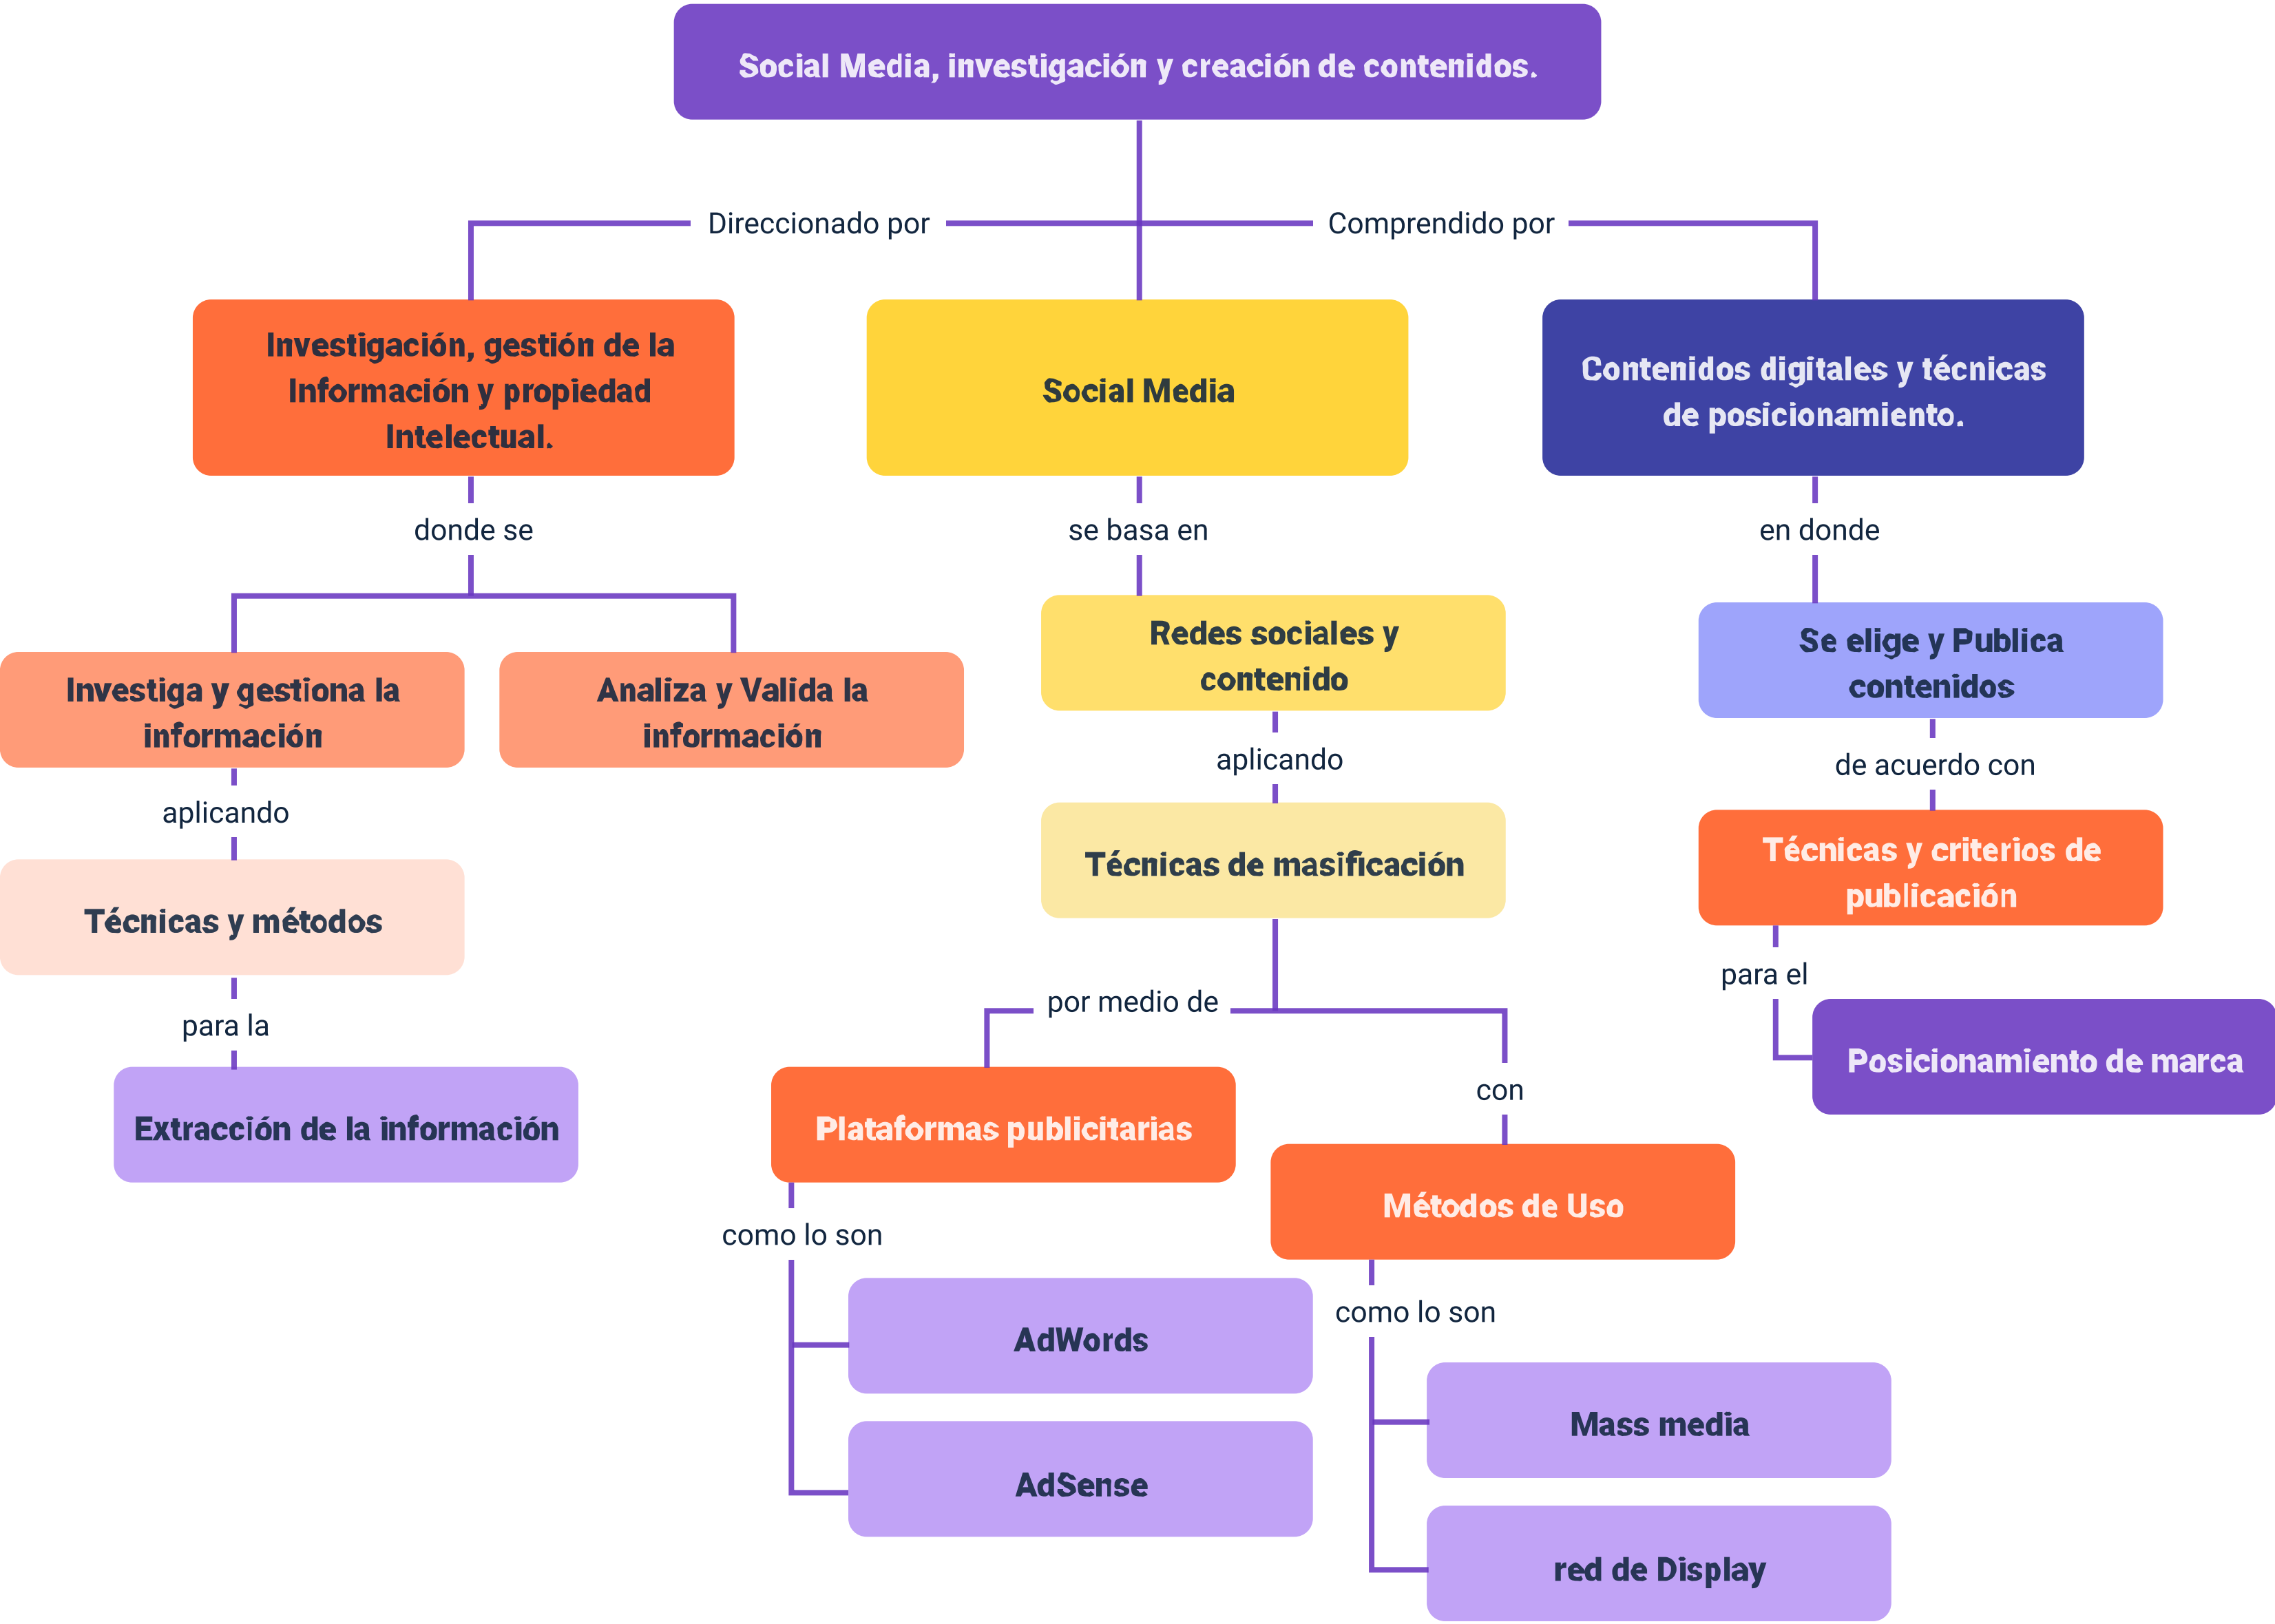 Social Media, investigación y creación de contenidos.
Direccionado por
Comprendido por
Investigación, gestión de la
Información y propiedad
Intelectual.
Social Media
Contenidos digitales y técnicas
de posicionamiento.
donde se
se basa en
en donde
Investiga y gestiona la
información
Analiza y Valida la
información
Redes sociales y
contenido
Se elige y Publica
contenidos
aplicando
aplicando
de acuerdo con
Técnicas y métodos
Técnicas de masificación
Técnicas y criterios de
publicación
para la
por medio de
para el
Extracción de la información
Plataformas publicitarias
con
Posicionamiento de marca
Métodos de Uso
como lo son
como lo son
AdWords
AdSense
Mass media
red de Display